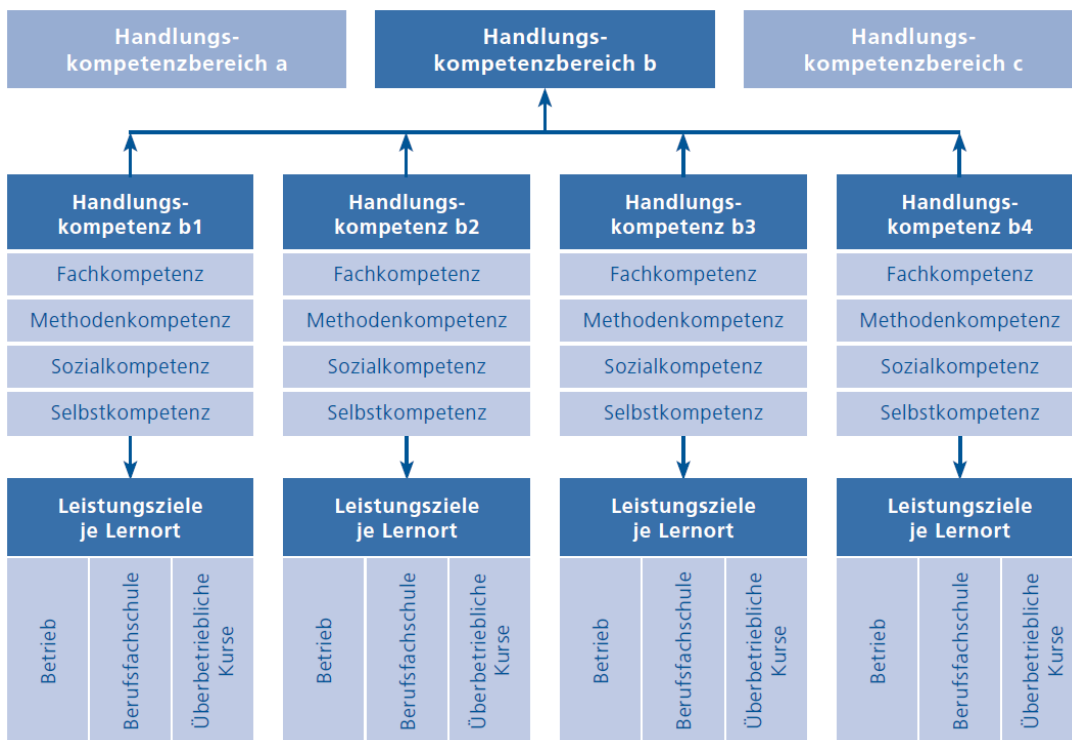 Handlungs-
kompetenzbereich a
Handlungs-
kompetenzbereich b
Handlungs-
kompetenzbereich c
Handlungs-
kompetenz b1
Handlungs-
kompetenz b2
Handlungs-
kompetenz b3
Handlungs-
kompetenz b4
Fachkompetenz
Fachkompetenz
Fachkompetenz
Fachkompetenz
Methodenkompetenz
Methodenkompetenz
Methodenkompetenz
Methodenkompetenz
Sozialkompetenz
Sozialkompetenz
Sozialkompetenz
Sozialkompetenz
Selbstkompetenz
Selbstkompetenz
Selbstkompetenz
Selbstkompetenz
Leistungsziele
je Lernort
Leistungsziele
je Lernort
Leistungsziele
je Lernort
Leistungsziele
je Lernort
Betrieb
Berufsfachschule
Überbetriebliche
Kurse
Betrieb
Berufsfachschule
Überbetriebliche
Kurse
Betrieb
Berufsfachschule
Überbetriebliche
Kurse
Betrieb
Berufsfachschule
Überbetriebliche
Kurse